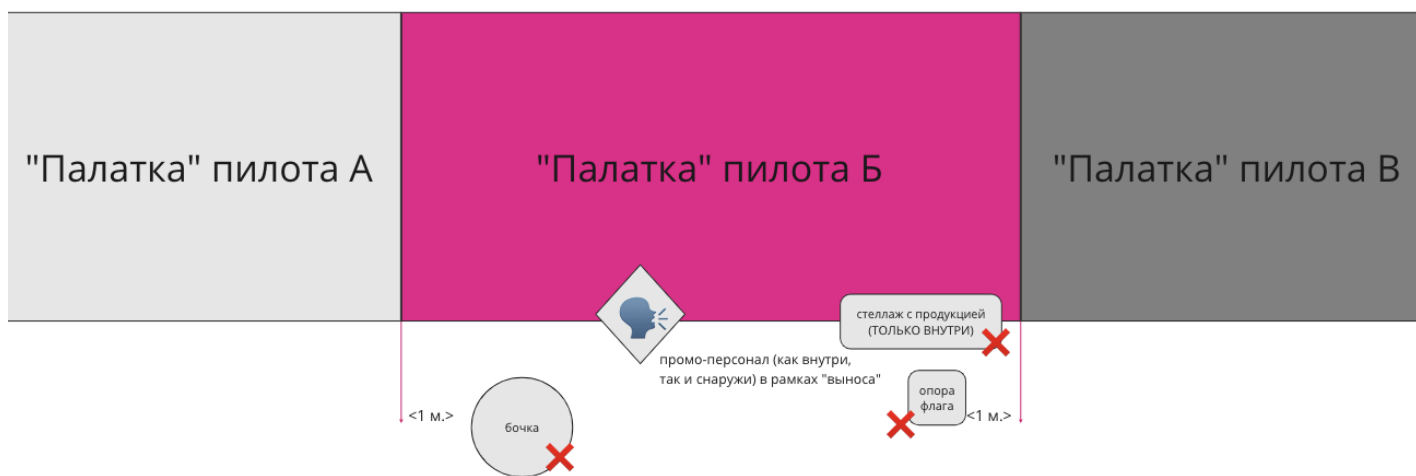 "Палатка" пилота А
"Палатка" пилота Б
"Палатка" пилота В
стеллаж с продукцией
(ТОЛЬКО ВНУТРИ)
промо-персонал (как внутри,
так и снаружи) в рамках "выноса"
<1 м.>
бочка
опора
флага
<1 м.>